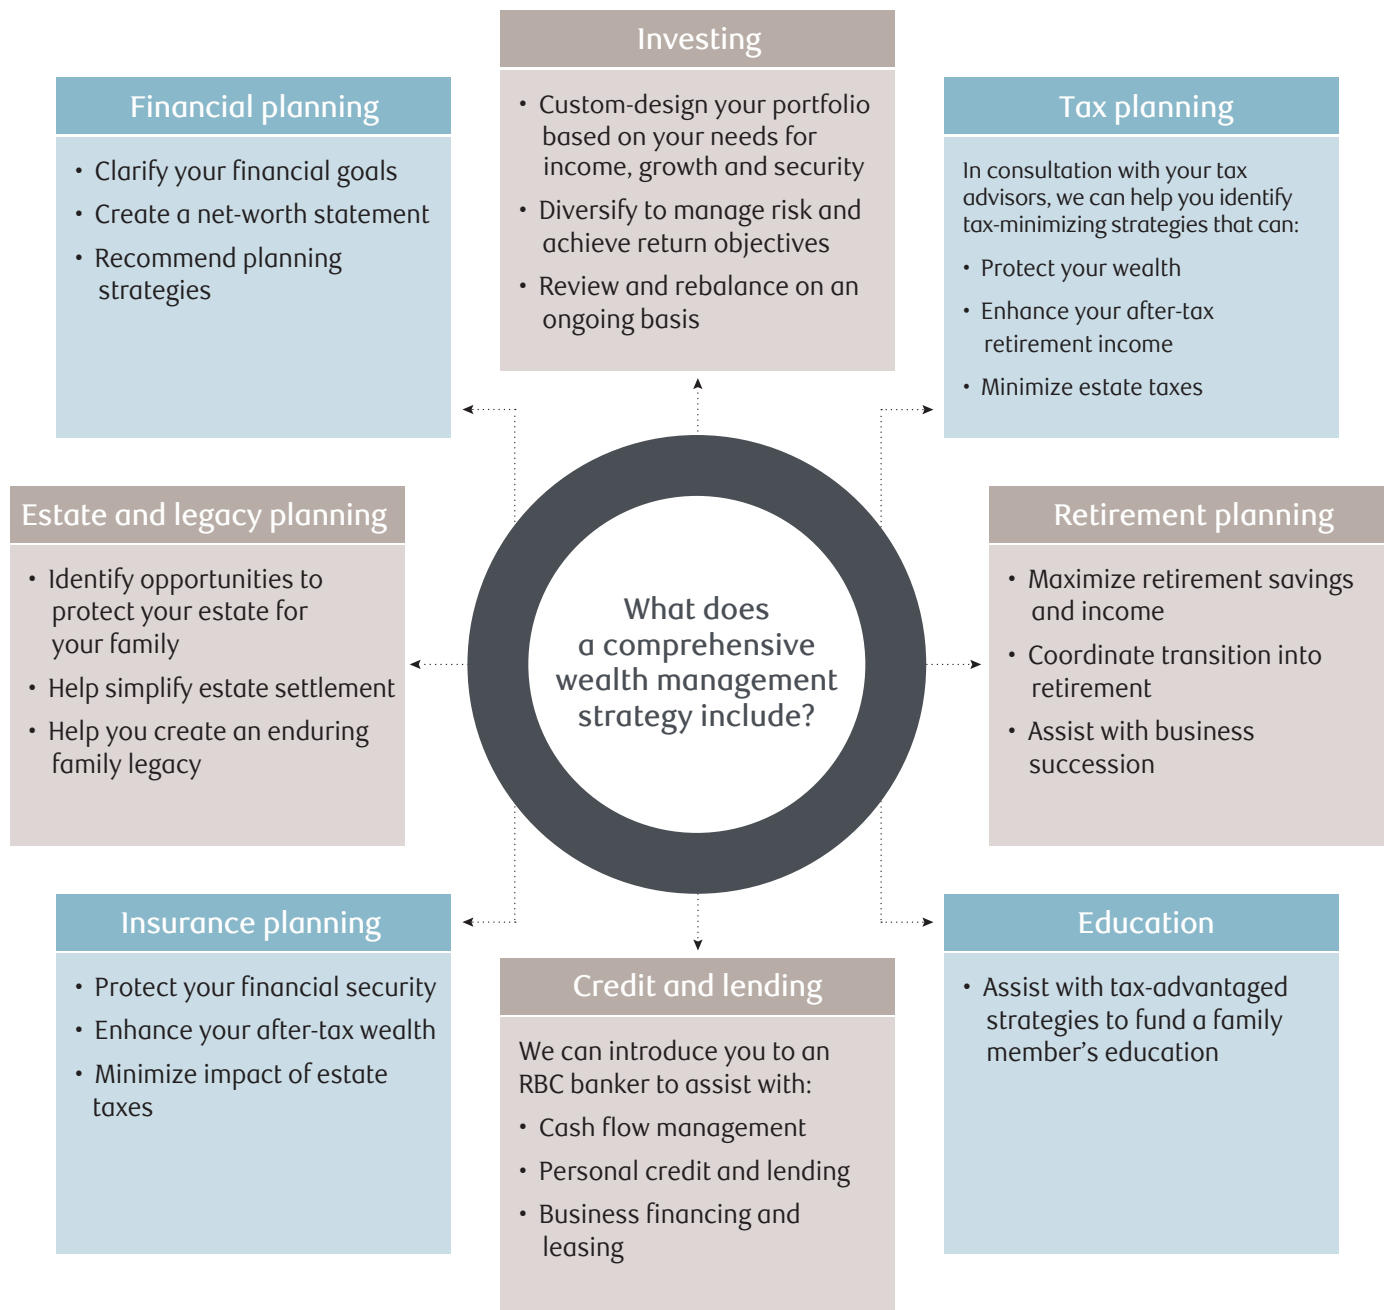 Investing
• Custom-design your portfolio
based on your needs for
income, growth and security
• Diversify to manage risk and
achieve return objectives
• Review and rebalance on an
ongoing basis
Financial planning
• Clarify your financial goals
• Create a net-worth statement
• Recommend planning
strategies
Tax planning
In consultation with your tax
advisors, we can help you identify
tax-minimizing strategies that can:
• Protect your wealth
• Enhance your after-tax
retirement income
• Minimize estate taxes
Estate and legacy planning
• Identify opportunities to
protect your estate for
your family
• Help simplify estate settlement
• Help you create an enduring
family legacy
What does
a comprehensive
wealth management
strategy include?
Retirement planning
• Maximize retirement savings
and income
• Coordinate transition into
retirement
• Assist with business
succession
Insurance planning
• Protect your financial security
• Enhance your after-tax wealth
• Minimize impact of estate
taxes
Credit and lending
We can introduce you to an
RBC banker to assist with:
• Cash flow management
• Personal credit and lending
• Business financing and
leasing
Education
• Assist with tax-advantaged
strategies to fund a family
member’s education